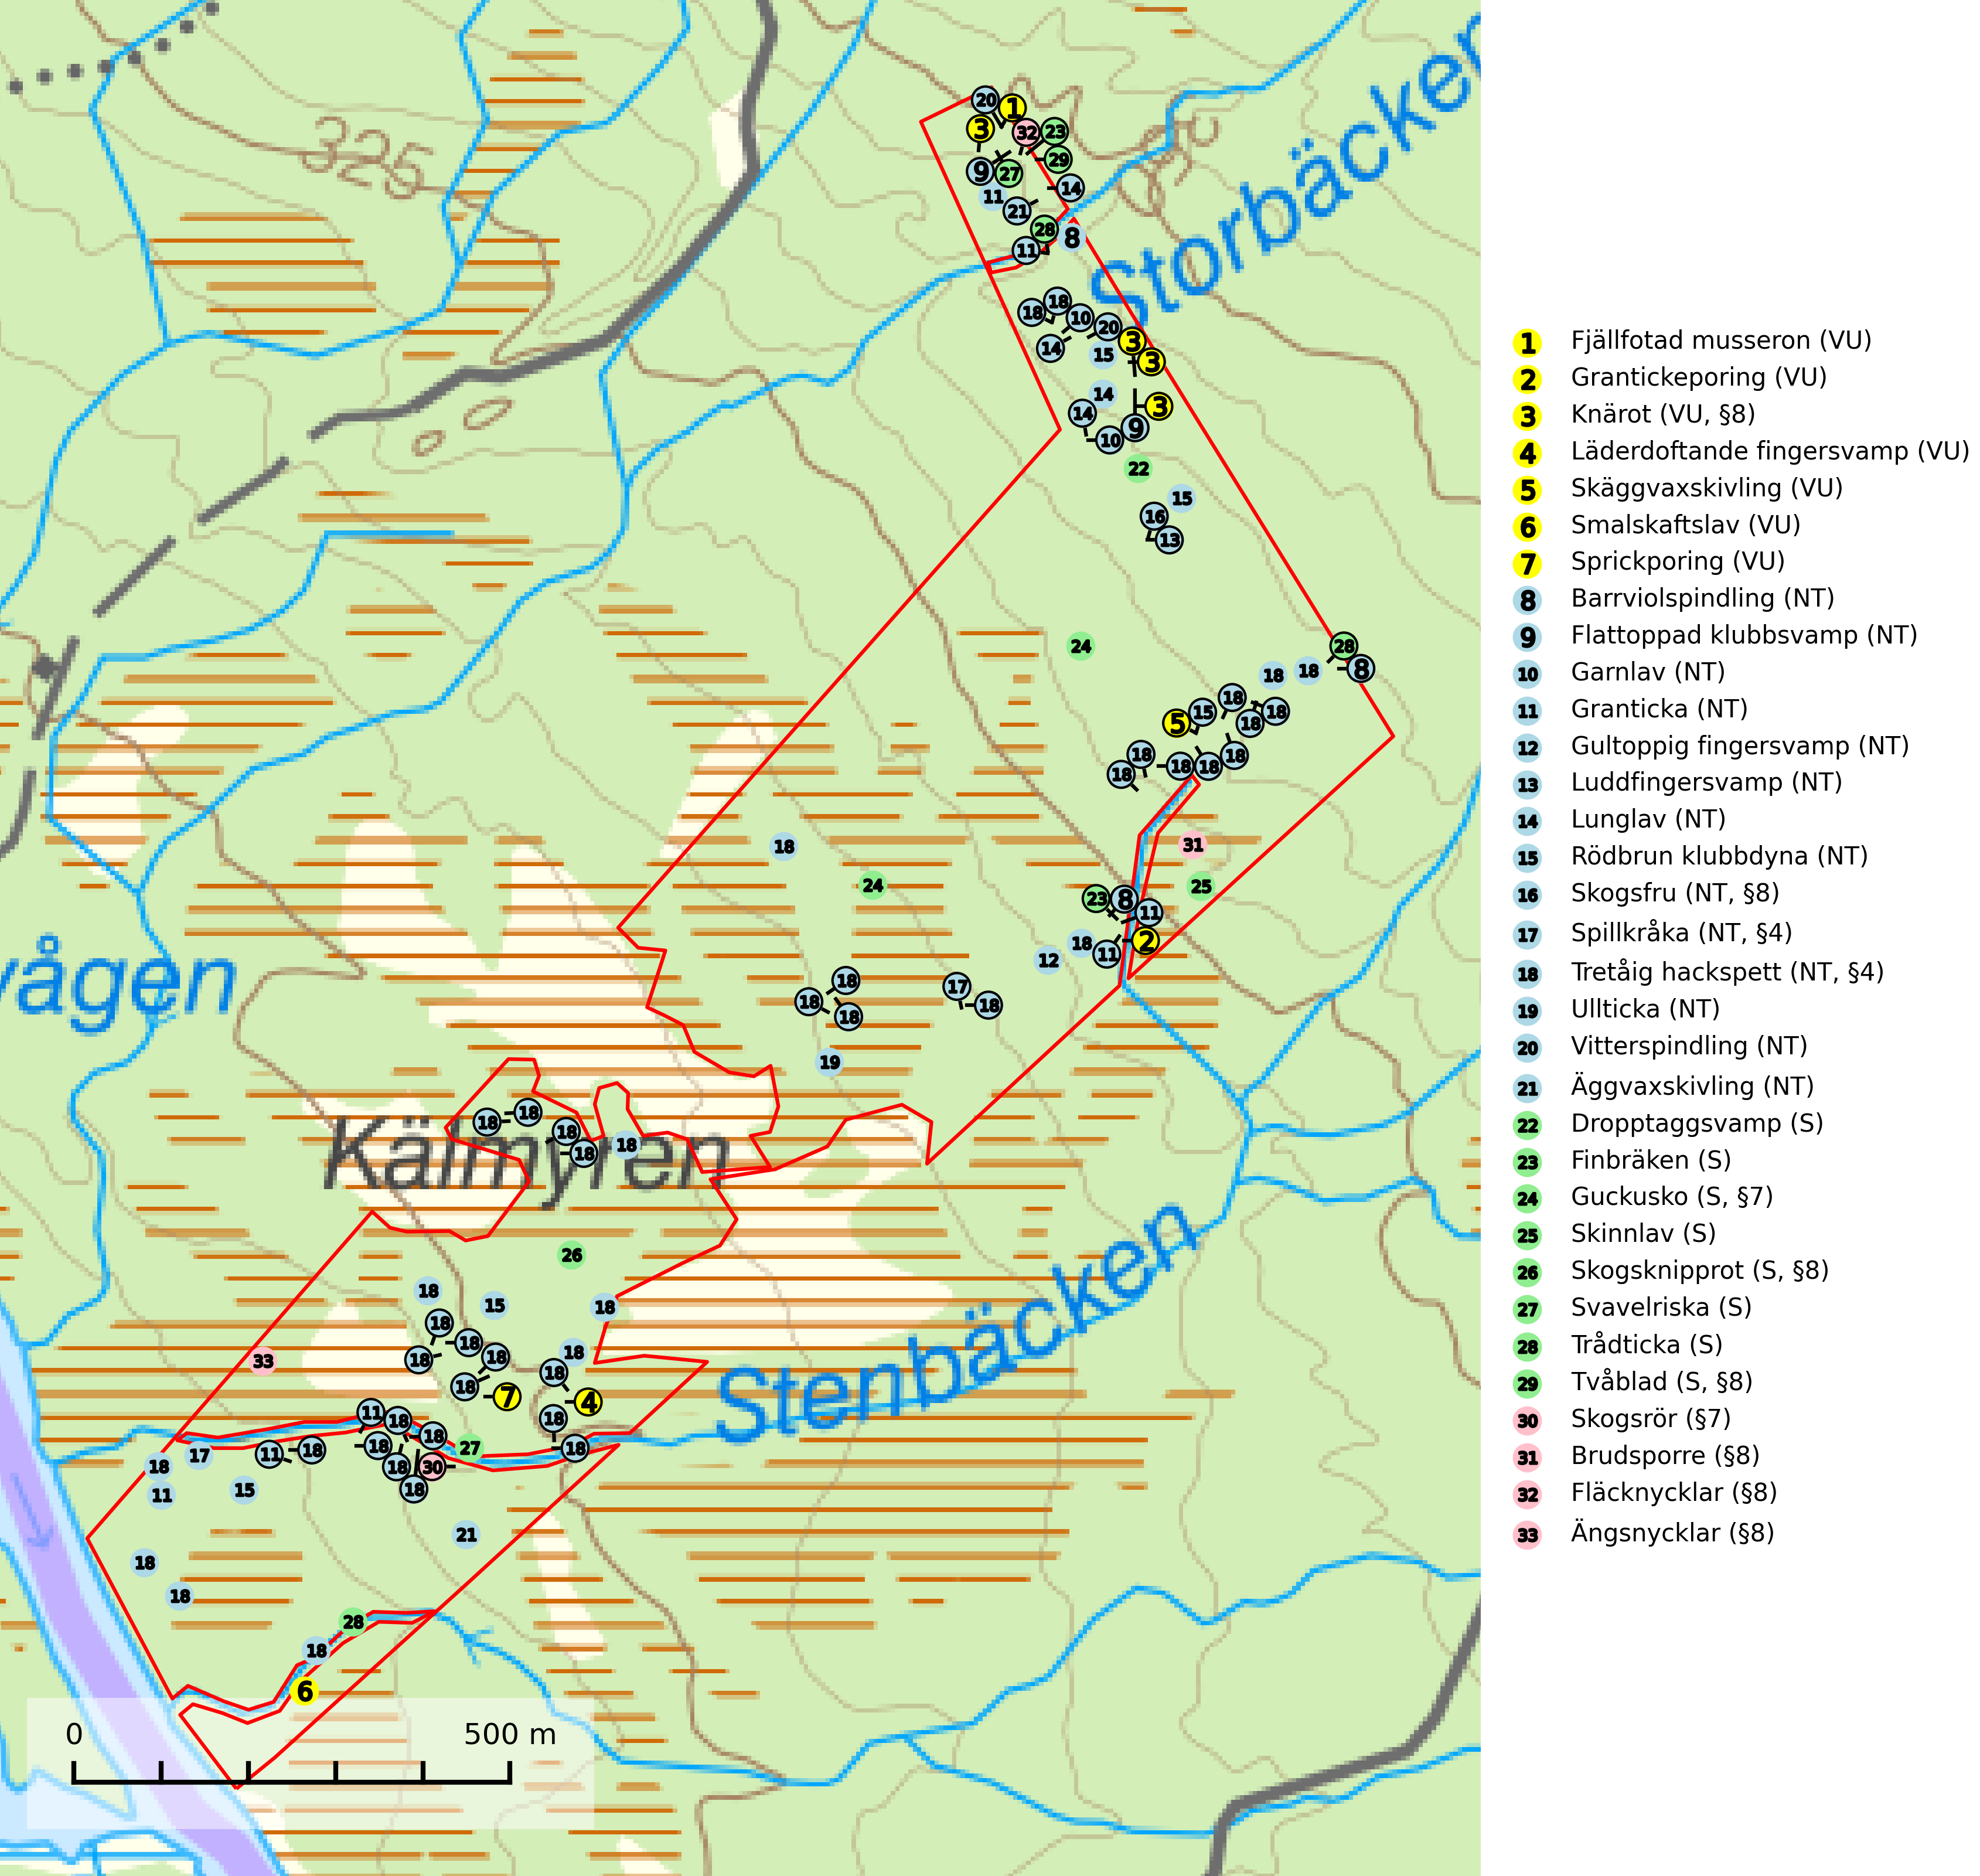 325
Storbäcken
vågen
Kälmyren
Stenbäcken
0 500 m
1 Fjällfotad musseron (VU)
2 Grantickeporing (VU)
3 Knärot (VU, §8)
4 Läderdoftande fingersvamp (VU)
5 Skäggvaxskivling (VU)
6 Smalskaftslav (VU)
7 Sprickporing (VU)
8 Barrviolspindling (NT)
9 Flattoppad klubbsvamp (NT)
10 Garnlav (NT)
11 Granticka (NT)
12 Gultoppig fingersvamp (NT)
13 Luddfingersvamp (NT)
14 Lunglav (NT)
15 Rödbrun klubbdyna (NT)
16 Skogsfru (NT, §8)
17 Spillkråka (NT, §4)
18 Tretåig hackspett (NT, §4)
19 Ullticka (NT)
20 Vitterspindling (NT)
21 Äggvaxskivling (NT)
22 Dropptaggsvamp (S)
23 Finbräken (S)
24 Guckusko (S, §7)
25 Skinnlav (S)
26 Skogsknipprot (S, §8)
27 Svavelriska (S)
28 Trådticka (S)
29 Tvåblad (S, §8)
30 Skogsrör (§7)
31 Brudsporre (§8)
32 Fläcknycklar (§8)
33 Ängsnycklar (§8)